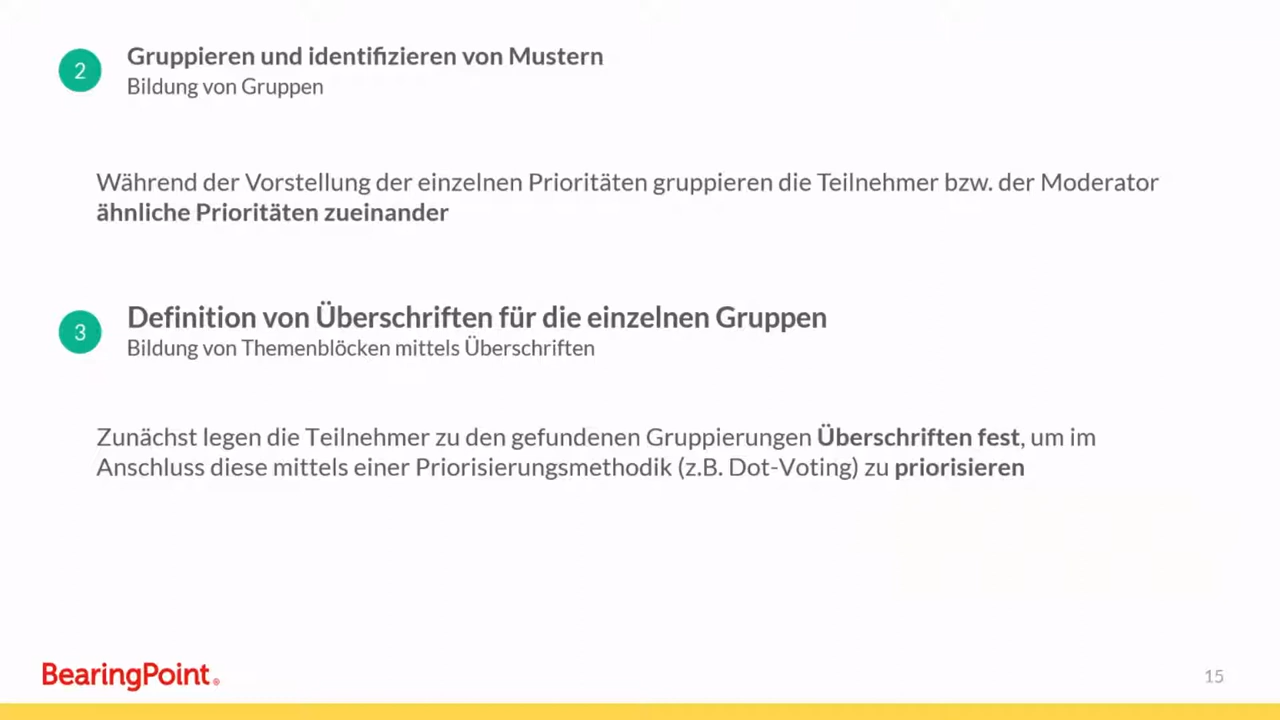 2
Gruppieren und identifizieren von Mustern
Bildung von Gruppen
Während der Vorstellung der einzelnen Prioritäten gruppieren die Teilnehmer bzw. der Moderator
ähnliche Prioritäten zueinander
3
Definition von Überschriften für die einzelnen Gruppen
Bildung von Themenblöcken mittels Überschriften
Zunächst legen die Teilnehmer zu den gefundenen Gruppierungen Überschriften fest, um im
Anschluss diese mittels einer Priorisierungsmethodik (z.B. Dot-Voting) zu priorisieren
BearingPoint®
15